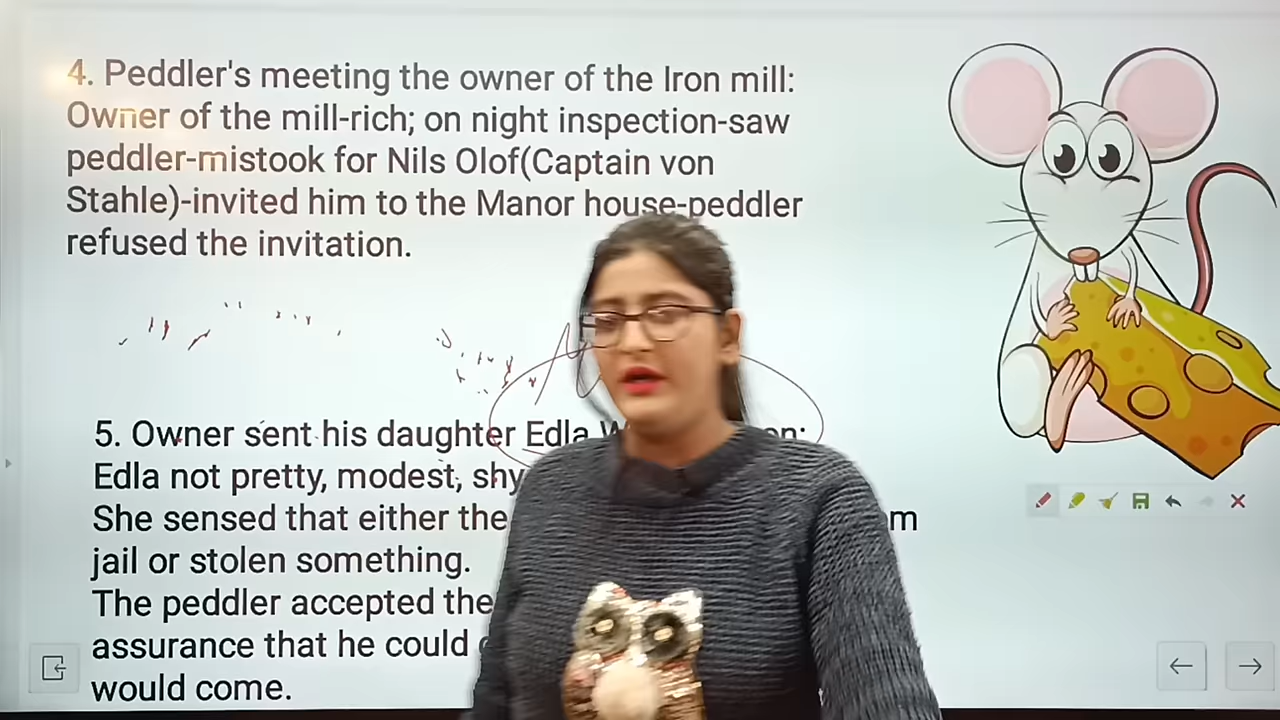 4. Peddler's meeting the owner of the Iron mill:
Owner of the mill-rich; on night inspection-saw
peddler-mistook for Nils Olof(Captain von
Stahle)-invited him to the Manor house-peddler
refused the invitation.
5. Owner sent his daughter Edla
Edla not pretty, modest, shy
She sensed that either the
jail or stolen something.
The peddler accepted the
assurance that he could
would come.